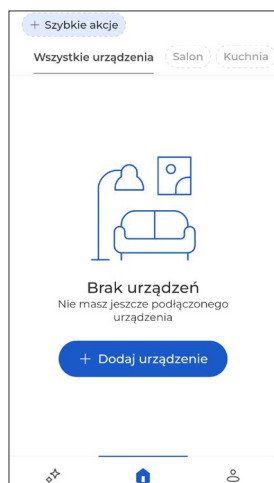 + Szybkie akcje
Wszystkie urządzenia Salon Kuchnia
Brak urządzeń
Nie masz jeszcze podłączonego
urządzenia
+ Dodaj urządzenie